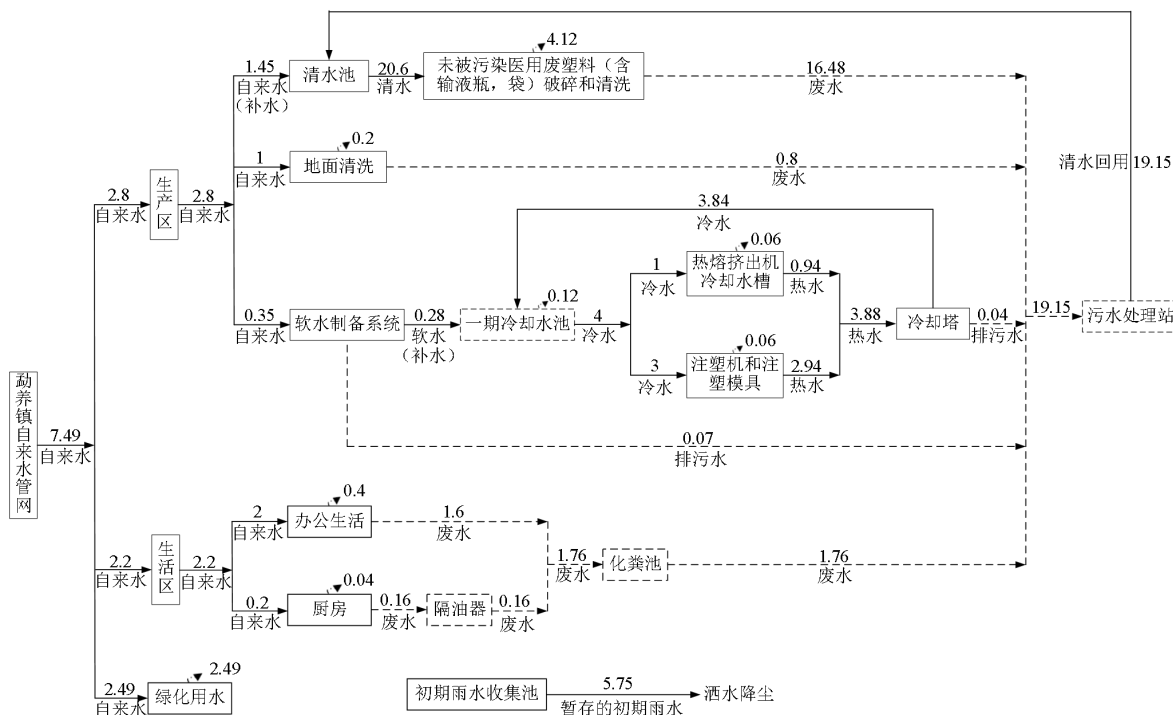 4.12
1.45
自来水
（补水）
清水池
20.6
清水
未被污染医用废塑料（含
输液瓶，袋）破碎和清洗
16.48
废水
0.2
1
自来水
地面清洗
0.8
废水
清水回用
19.15
2.8
自来水
生产区
2.8
自来水
3.84
冷水
0.06
1
冷水
热熔挤出机
冷却水槽
0.94
热水
0.35
自来水
软水制备系统
0.28
软水
（补水）
0.12
一期冷却水池
4
冷水
3.88
热水
冷却塔
0.04
排污水
19.15
污水处理站
0.06
3
冷水
注塑机和注
塑模具
2.94
热水
勐养镇自来水管网
7.49
自来水
0.07
排污水
0.4
2
自来水
办公生活
1.6
废水
2.2
自来水
生活区
2.2
自来水
1.76
废水
化粪池
1.76
废水
0.04
0.2
自来水
厨房
0.16
废水
隔油器
0.16
废水
2.49
2.49
自来水
绿化用水
初期雨水收集池
5.75
暂存的初期雨水
洒水降尘